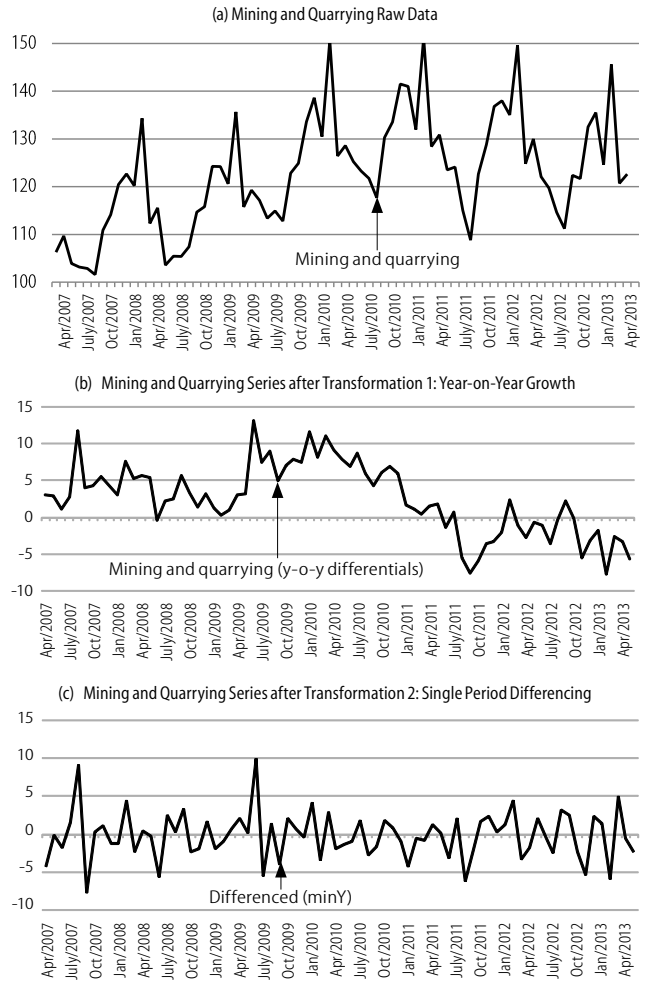 (a) Mining and Quarrying Raw Data
150
140
130
120
110
100
Mining and quarrying
Apr/2007
July/2007
Oct/2007
Jan/2008
Apr/2008
July/2008
Oct/2008
Jan/2009
Apr/2009
July/2009
Oct/2009
Jan/2010
Apr/2010
July/2010
Oct/2010
Jan/2011
Apr/2011
July/2011
Oct/2011
Jan/2012
Apr/2012
July/2012
Oct/2012
Jan/2013
Apr/2013
(b) Mining and Quarrying Series after Transformation 1: Year-on-Year Growth
15
10
5
0
-5
-10
Mining and quarrying (y-o-y differentials)
Apr/2007
July/2007
Oct/2007
Jan/2008
Apr/2008
July/2008
Oct/2008
Jan/2009
Apr/2009
July/2009
Oct/2009
Jan/2010
Apr/2010
July/2010
Oct/2010
Jan/2011
Apr/2011
July/2011
Oct/2011
Jan/2012
Apr/2012
July/2012
Oct/2012
Jan/2013
Apr/2013
(c) Mining and Quarrying Series after Transformation 2: Single Period Differencing
15
10
5
0
-5
-10
Differenced (minY)
Apr/2007
July/2007
Oct/2007
Jan/2008
Apr/2008
July/2008
Oct/2008
Jan/2009
Apr/2009
July/2009
Oct/2009
Jan/2010
Apr/2010
July/2010
Oct/2010
Jan/2011
Apr/2011
July/2011
Oct/2011
Jan/2012
Apr/2012
July/2012
Oct/2012
Jan/2013
Apr/2013